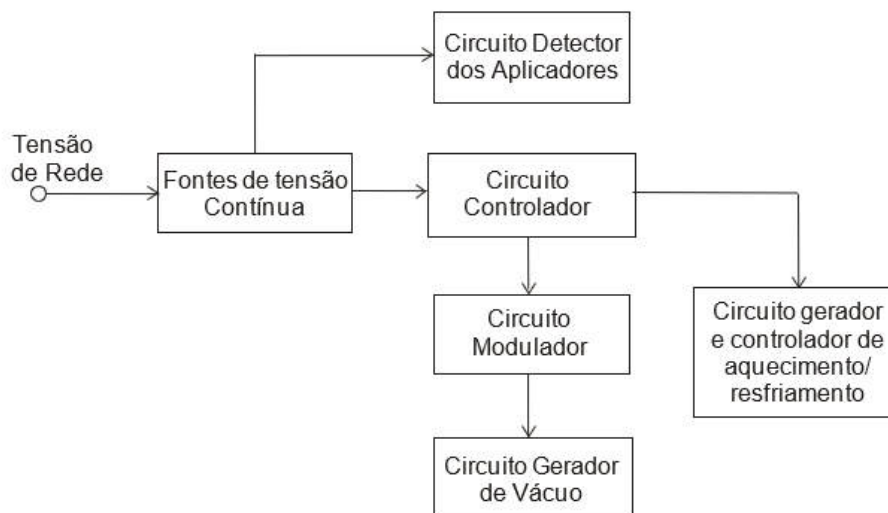 Circuito Detector
dos Aplicadores
Tensão
de Rede
Fontes de tensão
Contínua
Circuito
Controlador
Circuito
Modulador
Circuito gerador
e controlador de
aquecimento/
resfriamento
Circuito Gerador
de Vácuo